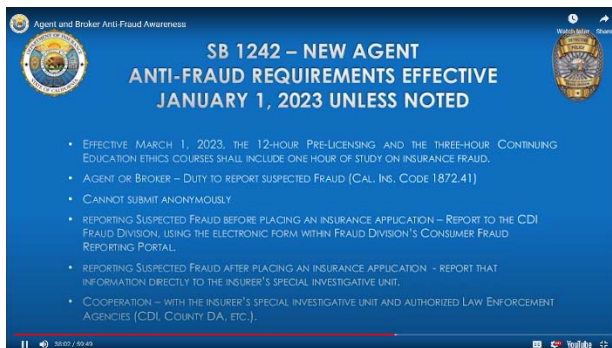 Agent and Broker Anti-Fraud Awareness
Watch later
Share
SB 1242 – NEW AGENT
ANTI-FRAUD REQUIREMENTS EFFECTIVE
JANUARY 1, 2023 UNLESS NOTED
• EFFECTIVE MARCH 1, 2023, THE 12-HOUR PRE-LICENSING AND THE THREE-HOUR CONTINUING
EDUCATION ETHICS COURSES SHALL INCLUDE ONE HOUR OF STUDY ON INSURANCE FRAUD.
• AGENT OR BROKER – DUTY TO REPORT SUSPECTED FRAUD (CAL. INS. CODE 1872.41)
• CANNOT SUBMIT ANONYMOUSLY
• REPORTING SUSPECTED FRAUD BEFORE PLACING AN INSURANCE APPLICATION – REPORT TO THE CDI
FRAUD DIVISION, USING THE ELECTRONIC FORM WITHIN FRAUD DIVISION'S CONSUMER FRAUD
REPORTING PORTAL.
• REPORTING SUSPECTED FRAUD AFTER PLACING AN INSURANCE APPLICATION - REPORT THAT
INFORMATION DIRECTLY TO THE INSURER'S SPECIAL INVESTIGATIVE UNIT.
• COOPERATION – WITH THE INSURER'S SPECIAL INVESTIGATIVE UNIT AND AUTHORIZED LAW ENFORCEMENT
AGENCIES (CDI, COUNTY DA, ETC.).
YouTube